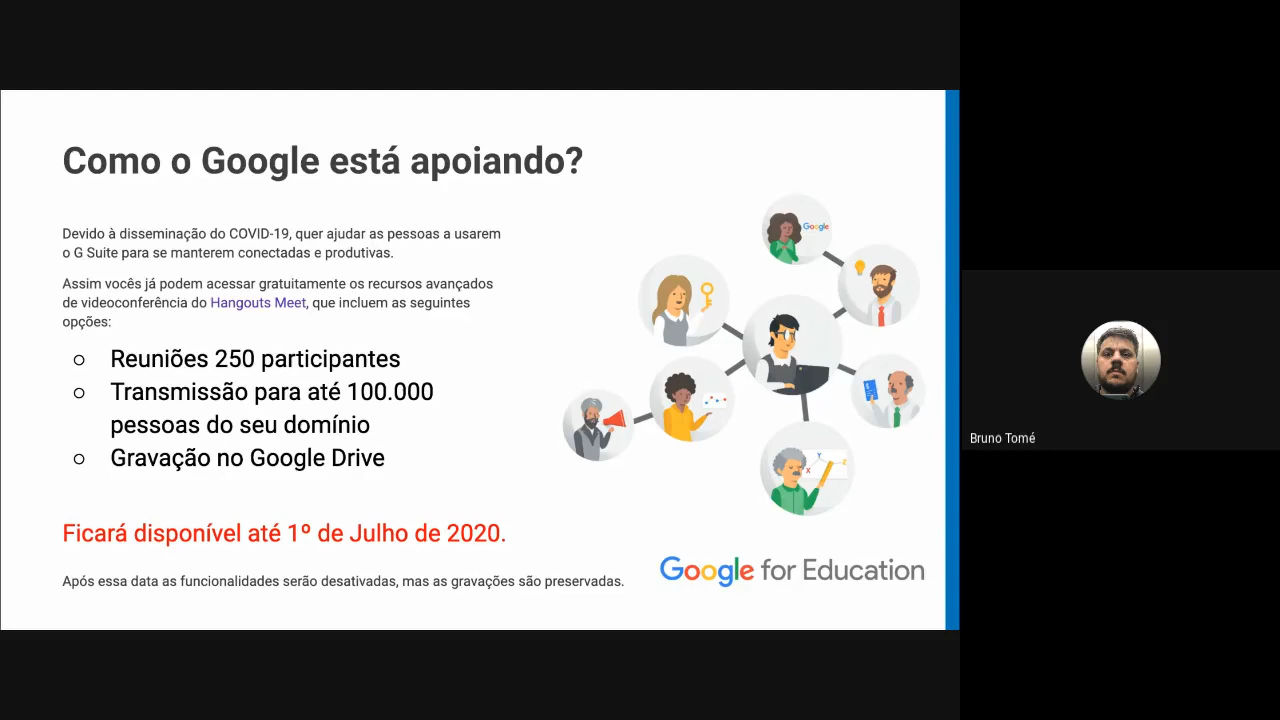 Como o Google está apoiando?
Devido à disseminação do COVID-19, quer ajudar as pessoas a usarem
o G Suite para se manterem conectadas e produtivas.
Assim vocês já podem acessar gratuitamente os recursos avançados
de videoconferência do Hangouts Meet, que incluem as seguintes
opções:
Reuniões 250 participantes
Transmissão para até 100.000
pessoas do seu domínio
Gravação no Google Drive
Ficará disponível até 1º de Julho de 2020.
Após essa data as funcionalidades serão desativadas, mas as gravações são preservadas.
Google
X Y Z
Google for Education
Bruno Tomé